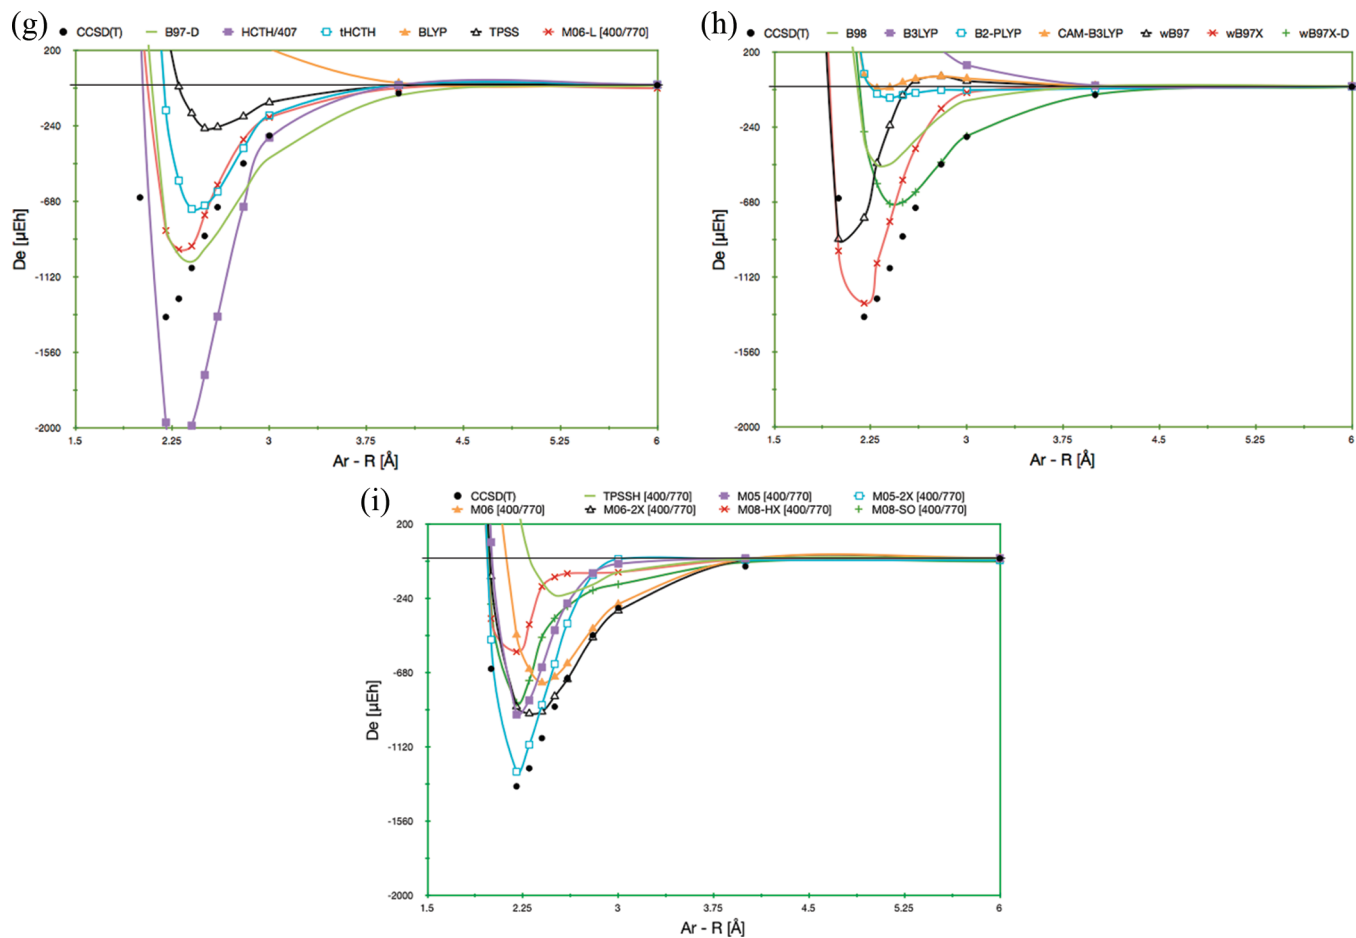 (g)
CCSD(T) B97-D HCTH/407 tHCTH BLYP TPSS M06-L [400/770]
200
-240
-680
-1120
-1560
-2000
De [µEh]
1.5 2.25 3 3.75 4.5 5.25 6
Ar - R [Å]
(h)
CCSD(T) B98 B3LYP B2-PLYP CAM-B3LYP wB97 wB97X wB97X-D
200
-240
-680
-1120
-1560
-2000
De [µEh]
1.5 2.25 3 3.75 4.5 5.25 6
Ar - R [Å]
(i)
CCSD(T) TPSSH [400/770] M05 [400/770] M05-2X [400/770]
M06 [400/770] M06-2X [400/770] M08-HX [400/770] M08-SO [400/770]
200
-240
-680
-1120
-1560
-2000
De [µEh]
1.5 2.25 3 3.75 4.5 5.25 6
Ar - R [Å]